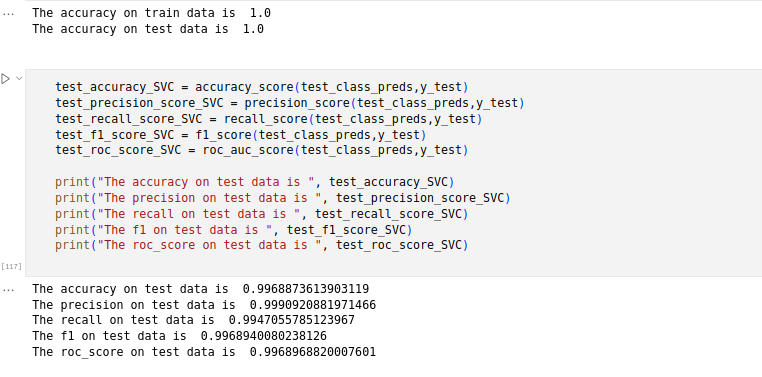 ... The accuracy on train data is  1.0
The accuracy on test data is  1.0
test_accuracy_SVC = accuracy_score(test_class_preds,y_test)
test_precision_score_SVC = precision_score(test_class_preds,y_test)
test_recall_score_SVC = recall_score(test_class_preds,y_test)
test_f1_score_SVC = f1_score(test_class_preds,y_test)
test_roc_score_SVC = roc_auc_score(test_class_preds,y_test)
print("The accuracy on test data is ", test_accuracy_SVC)
print("The precision on test data is ", test_precision_score_SVC)
print("The recall on test data is ", test_recall_score_SVC)
print("The f1 on test data is ", test_f1_score_SVC)
print("The roc_score on test data is ", test_roc_score_SVC)
[117]
... The accuracy on test data is  0.9968873613903119
The precision on test data is  0.9990920881971466
The recall on test data is  0.9947055785123967
The f1 on test data is  0.9968940080238126
The roc_score on test data is  0.9968968820007601